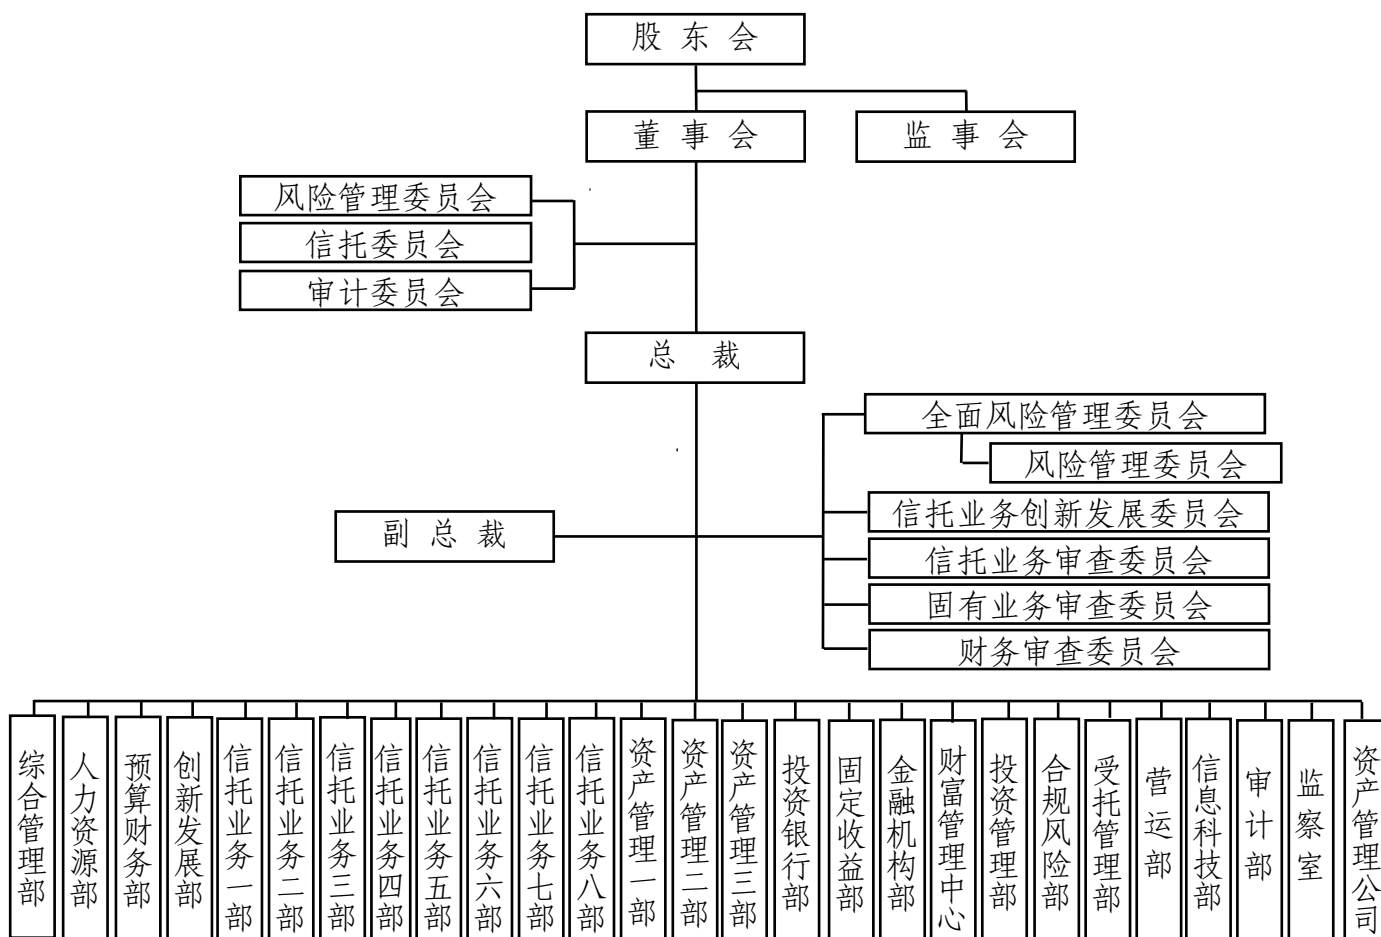 股东会
董事会
监事会
风险管理委员会
信托委员会
审计委员会
总裁
全面风险管理委员会
风险管理委员会
副总裁
信托业务创新发展委员会
信托业务审查委员会
固有业务审查委员会
财务审查委员会
综合管理部
人力资源部
预算财务部
创新发展部
信托业务一部
信托业务二部
信托业务三部
信托业务四部
信托业务五部
信托业务六部
信托业务七部
信托业务八部
资产管理一部
资产管理二部
资产管理三部
投资银行部
固定收益部
金融机构部
财富管理中心
投资管理部
合规风险部
受托管理部
营运部
信息科技部
审计部
监察室
资产管理公司